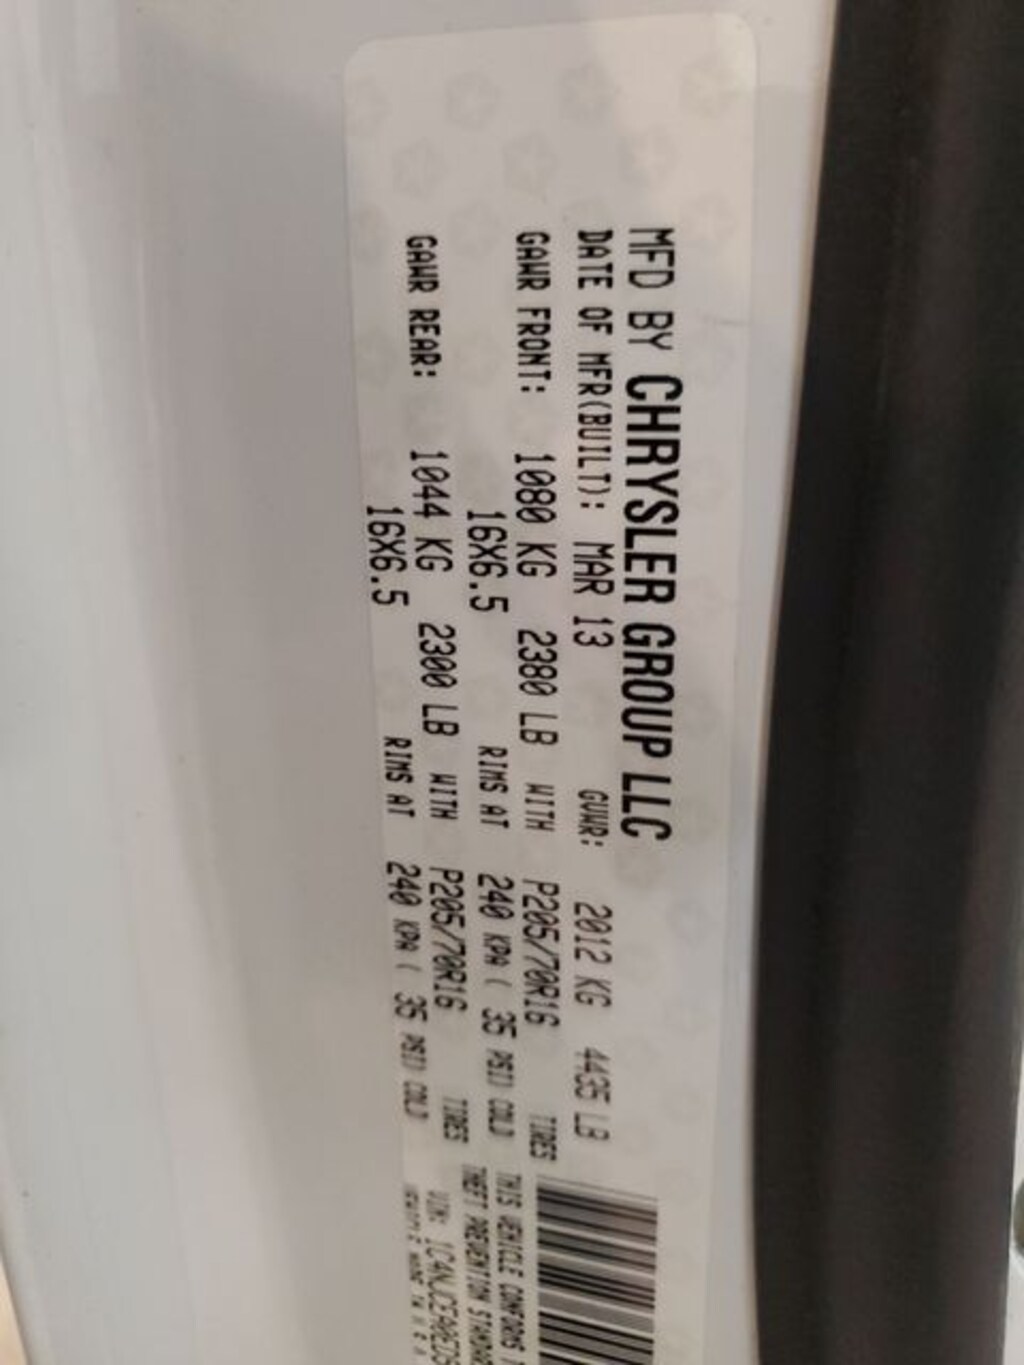 MFD BY CHRYSLER GROUP LLC
DATE OF MFR(BUILT): MAR 13 GVWR: 2012 KG 4435 LB
GAWR FRONT: 1080 KG 2380 LB WITH P205/70R16 TIRES
16X6.5 RIMS AT 240 KPA ( 35 PSI) COLD
GAWR REAR: 1044 KG 2300 LB WITH P205/70R16 TIRES
16X6.5 RIMS AT 240 KPA ( 35 PSI) COLD
THIS VEHICLE CONFORMS
THEFT PREVENTION
VIN: